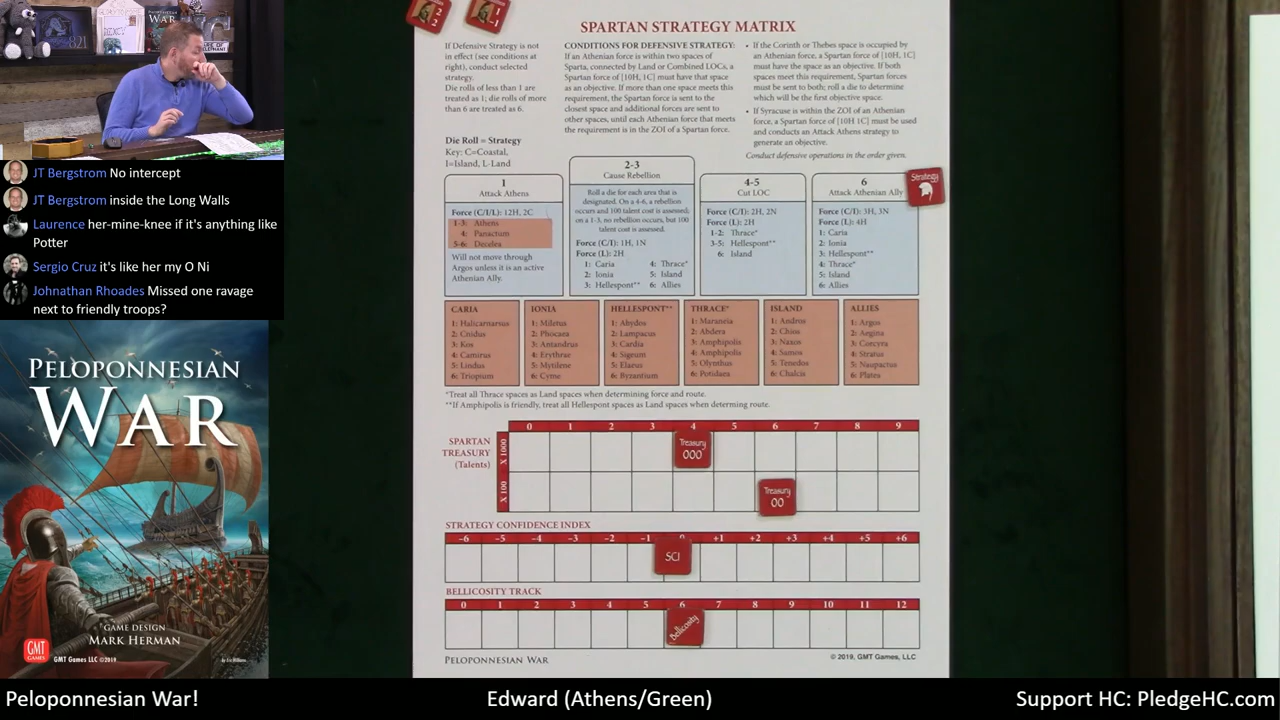 821
WAR
JT Bergstrom No intercept
JT Bergstrom inside the Long Walls
Laurence her-mine-knee if it's anything like
Potter
Sergio Cruz it's like her my O Ni
Johnathan Rhoades Missed one ravage
next to friendly troops?
PELOPONNESIAN
WAR
GAME DESIGN
MARK HERMAN
GMT
GAMES
GMT Games LLC ©2019
2
2
1
-1
SPARTAN STRATEGY MATRIX
If Defensive Strategy is not
in effect (see conditions at
right), conduct selected
strategy.
Die rolls of less than 1 are
treated as 1; die rolls of more
than 6 are treated as 6.
CONDITIONS FOR DEFENSIVE STRATEGY:
If an Athenian force is within two spaces of
Sparta, connected by Land or Combined LOCs, a
Spartan force of [10H, 1C] must have that space
as an objective. If more than one space meets this
requirement, the Spartan force is sent to the
closest space and additional forces are sent to
other spaces, until each Athenian force that meets
the requirement is in the ZOI of a Spartan force.
• If the Corinth or Thebes space is occupied by
an Athenian force, a Spartan force of [10H, 1C]
must have the space as an objective. If both
spaces meet this requirement, Spartan forces
must be sent to both; roll a die to determine
which will be the first objective space.
• If Syracuse is within the ZOI of an Athenian
force, a Spartan force of [10H 1C] must be used
and conducts an Attack Athens strategy to
generate an objective.
Conduct defensive operations in the order given.
Die Roll = Strategy
Key: C=Coastal,
I=Island, L-Land
1
Attack Athens
Force (C/I/L): 12H, 2C
1-3: Athens
4: Panactum
5-6: Decelea
Will not move through
Argos unless it is an active
Athenian Ally.
2-3
Cause Rebellion
Roll a die for each area that is
designated. On a 4-6, a rebellion
occurs and 100 talent cost is assessed;
on a 1-3, no rebellion occurs, but 100
talent cost is assessed.
Force (C/I): 1H, 1N
Force (L): 2H
1: Caria 4: Thrace*
2: Ionia 5: Island
3: Hellespont** 6: Allies
4-5
Cut LOC
Force (C/I): 2H, 2N
Force (L): 2H
1-2: Thrace*
3-5: Hellespont**
6: Island
6
Attack Athenian Ally
Force (C/I): 3H, 3N
Force (L): 4H
1: Caria
2: Ionia
3: Hellespont**
4: Thrace*
5: Island
6: Allies
Strategy
CARIA
1: Halicarnarsus
2: Cnidus
3: Kos
4: Camirus
5: Lindus
6: Triopium
IONIA
1: Miletus
2: Phocaea
3: Antandrus
4: Erythrae
5: Mytilene
6: Cyme
HELLESPONT**
1: Abydos
2: Lampacus
3: Cardia
4: Sigeum
5: Elaeus
6: Byzantium
THRACE*
1: Maraneia
2: Abdera
3: Amphipolis
4: Amphipolis
5: Olynthus
6: Potidaea
ISLAND
1: Andros
2: Chios
3: Naxos
4: Samos
5: Tenedos
6: Chalcis
ALLIES
1: Argos
2: Aegina
3: Corcyra
4: Stratus
5: Naupactus
6: Platea
*Treat all Thrace spaces as Land spaces when determining force and route.
**If Amphipolis is friendly, treat all Hellespont spaces as Land spaces when determing route.
SPARTAN
TREASURY
(Talents)
0 1 2 3 4 5 6 7 8 9
X 1000
X 100
Treasury
000
Treasury
00
STRATEGY CONFIDENCE INDEX
-6 -5 -4 -3 -2 -1 0 +1 +2 +3 +4 +5 +6
SCI
BELLICOSITY TRACK
0 1 2 3 4 5 6 7 8 9 10 11 12
Bellicosity
PELOPONNESIAN WAR
© 2019, GMT Games, LLC
Peloponnesian War!
Edward (Athens/Green)
Support HC: PledgeHC.com